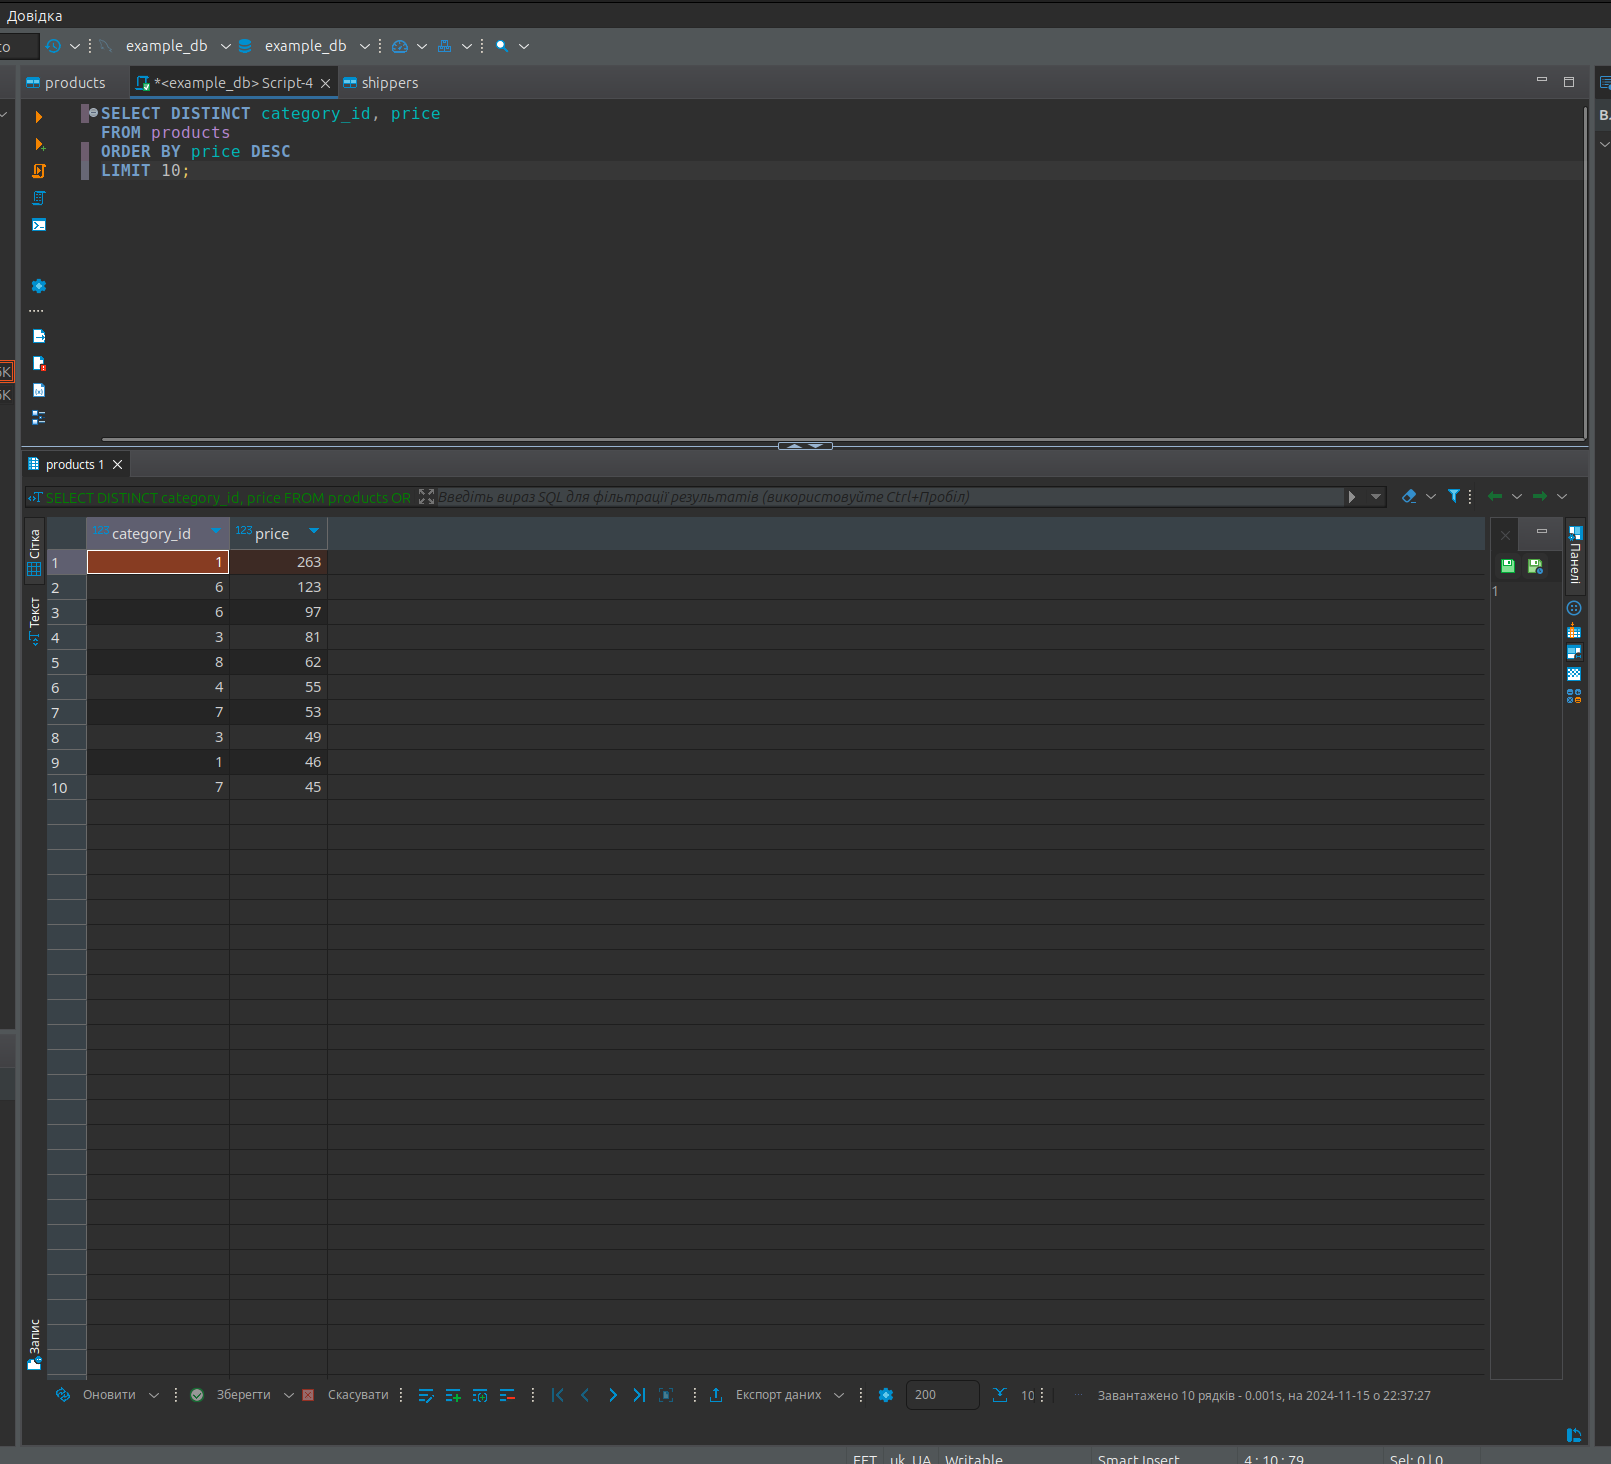 Довідка
to
example_db
example_db
products
*<example_db> Script-4
shippers
SELECT DISTINCT category_id, price
FROM products
ORDER BY price DESC
LIMIT 10;
B.
5K
5K
products 1
SELECT DISTINCT category_id, price FROM products OR
Введіть вираз SQL для фільтрації результатів (використовуйте Ctrl+Пробіл)
Сітка
Текст
Запис
Панелі
123 category_id
123 price
1 1 263
2 6 123
3 6 97
4 3 81
5 8 62
6 4 55
7 7 53
8 3 49
9 1 46
10 7 45
1
Оновити
Зберегти
Скасувати
Експорт даних
200
10
Завантажено 10 рядків - 0.001s, на 2024-11-15 о 22:37:27
EET
uk_UA
Writable
Smart Insert
4 : 10 : 79
Sel: 0 | 0